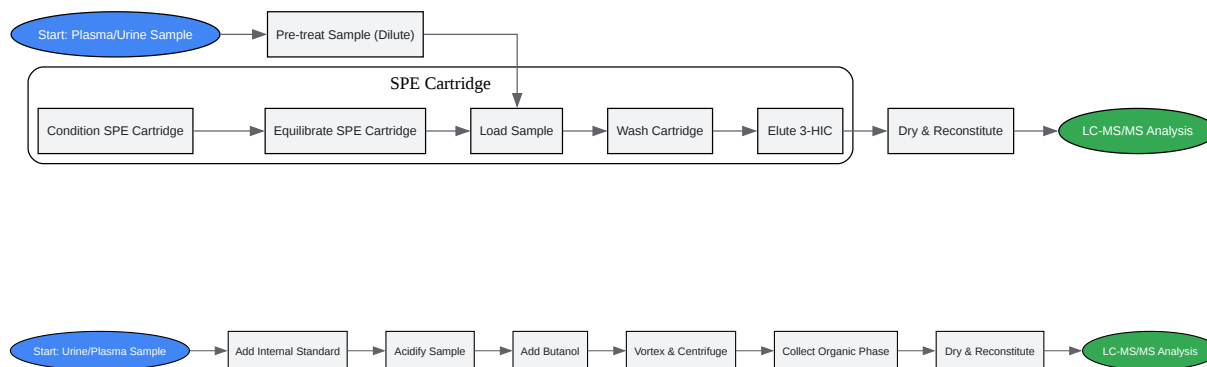 Start: Plasma/Urine Sample
Pre-treat Sample (Dilute)
SPE Cartridge
Condition SPE Cartridge
Equilibrate SPE Cartridge
Load Sample
Wash Cartridge
Elute 3-HIC
Dry & Reconstitute
LC-MS/MS Analysis
Start: Urine/Plasma Sample
Add Internal Standard
Acidify Sample
Add Butanol
Vortex & Centrifuge
Collect Organic Phase
Dry & Reconstitute
LC-MS/MS Analysis